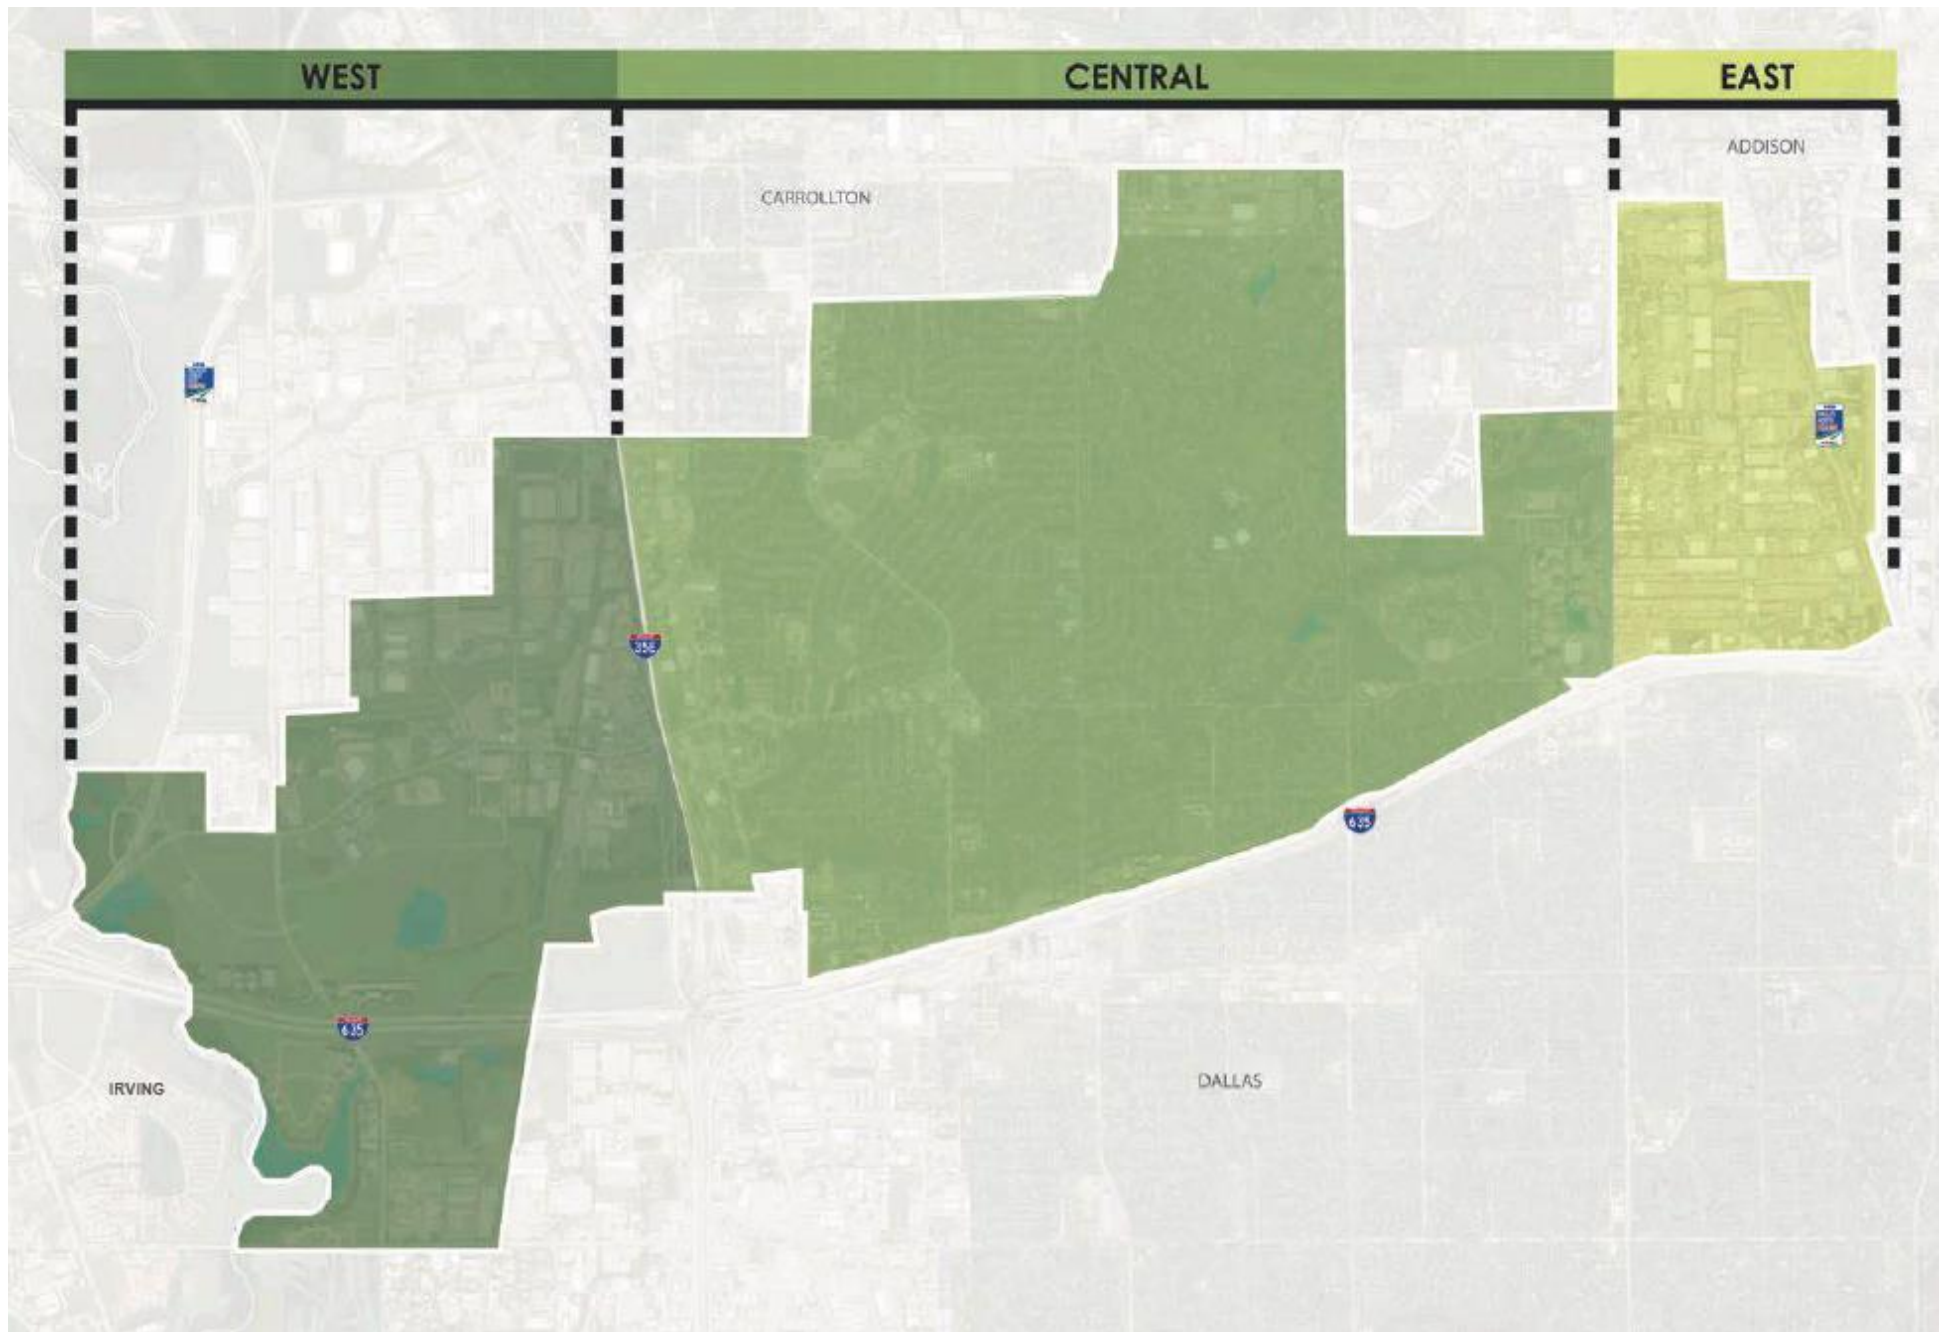 WEST
CENTRAL
EAST
ADDISON
CARROLLTON
35E
635
635
IRVING
DALLAS